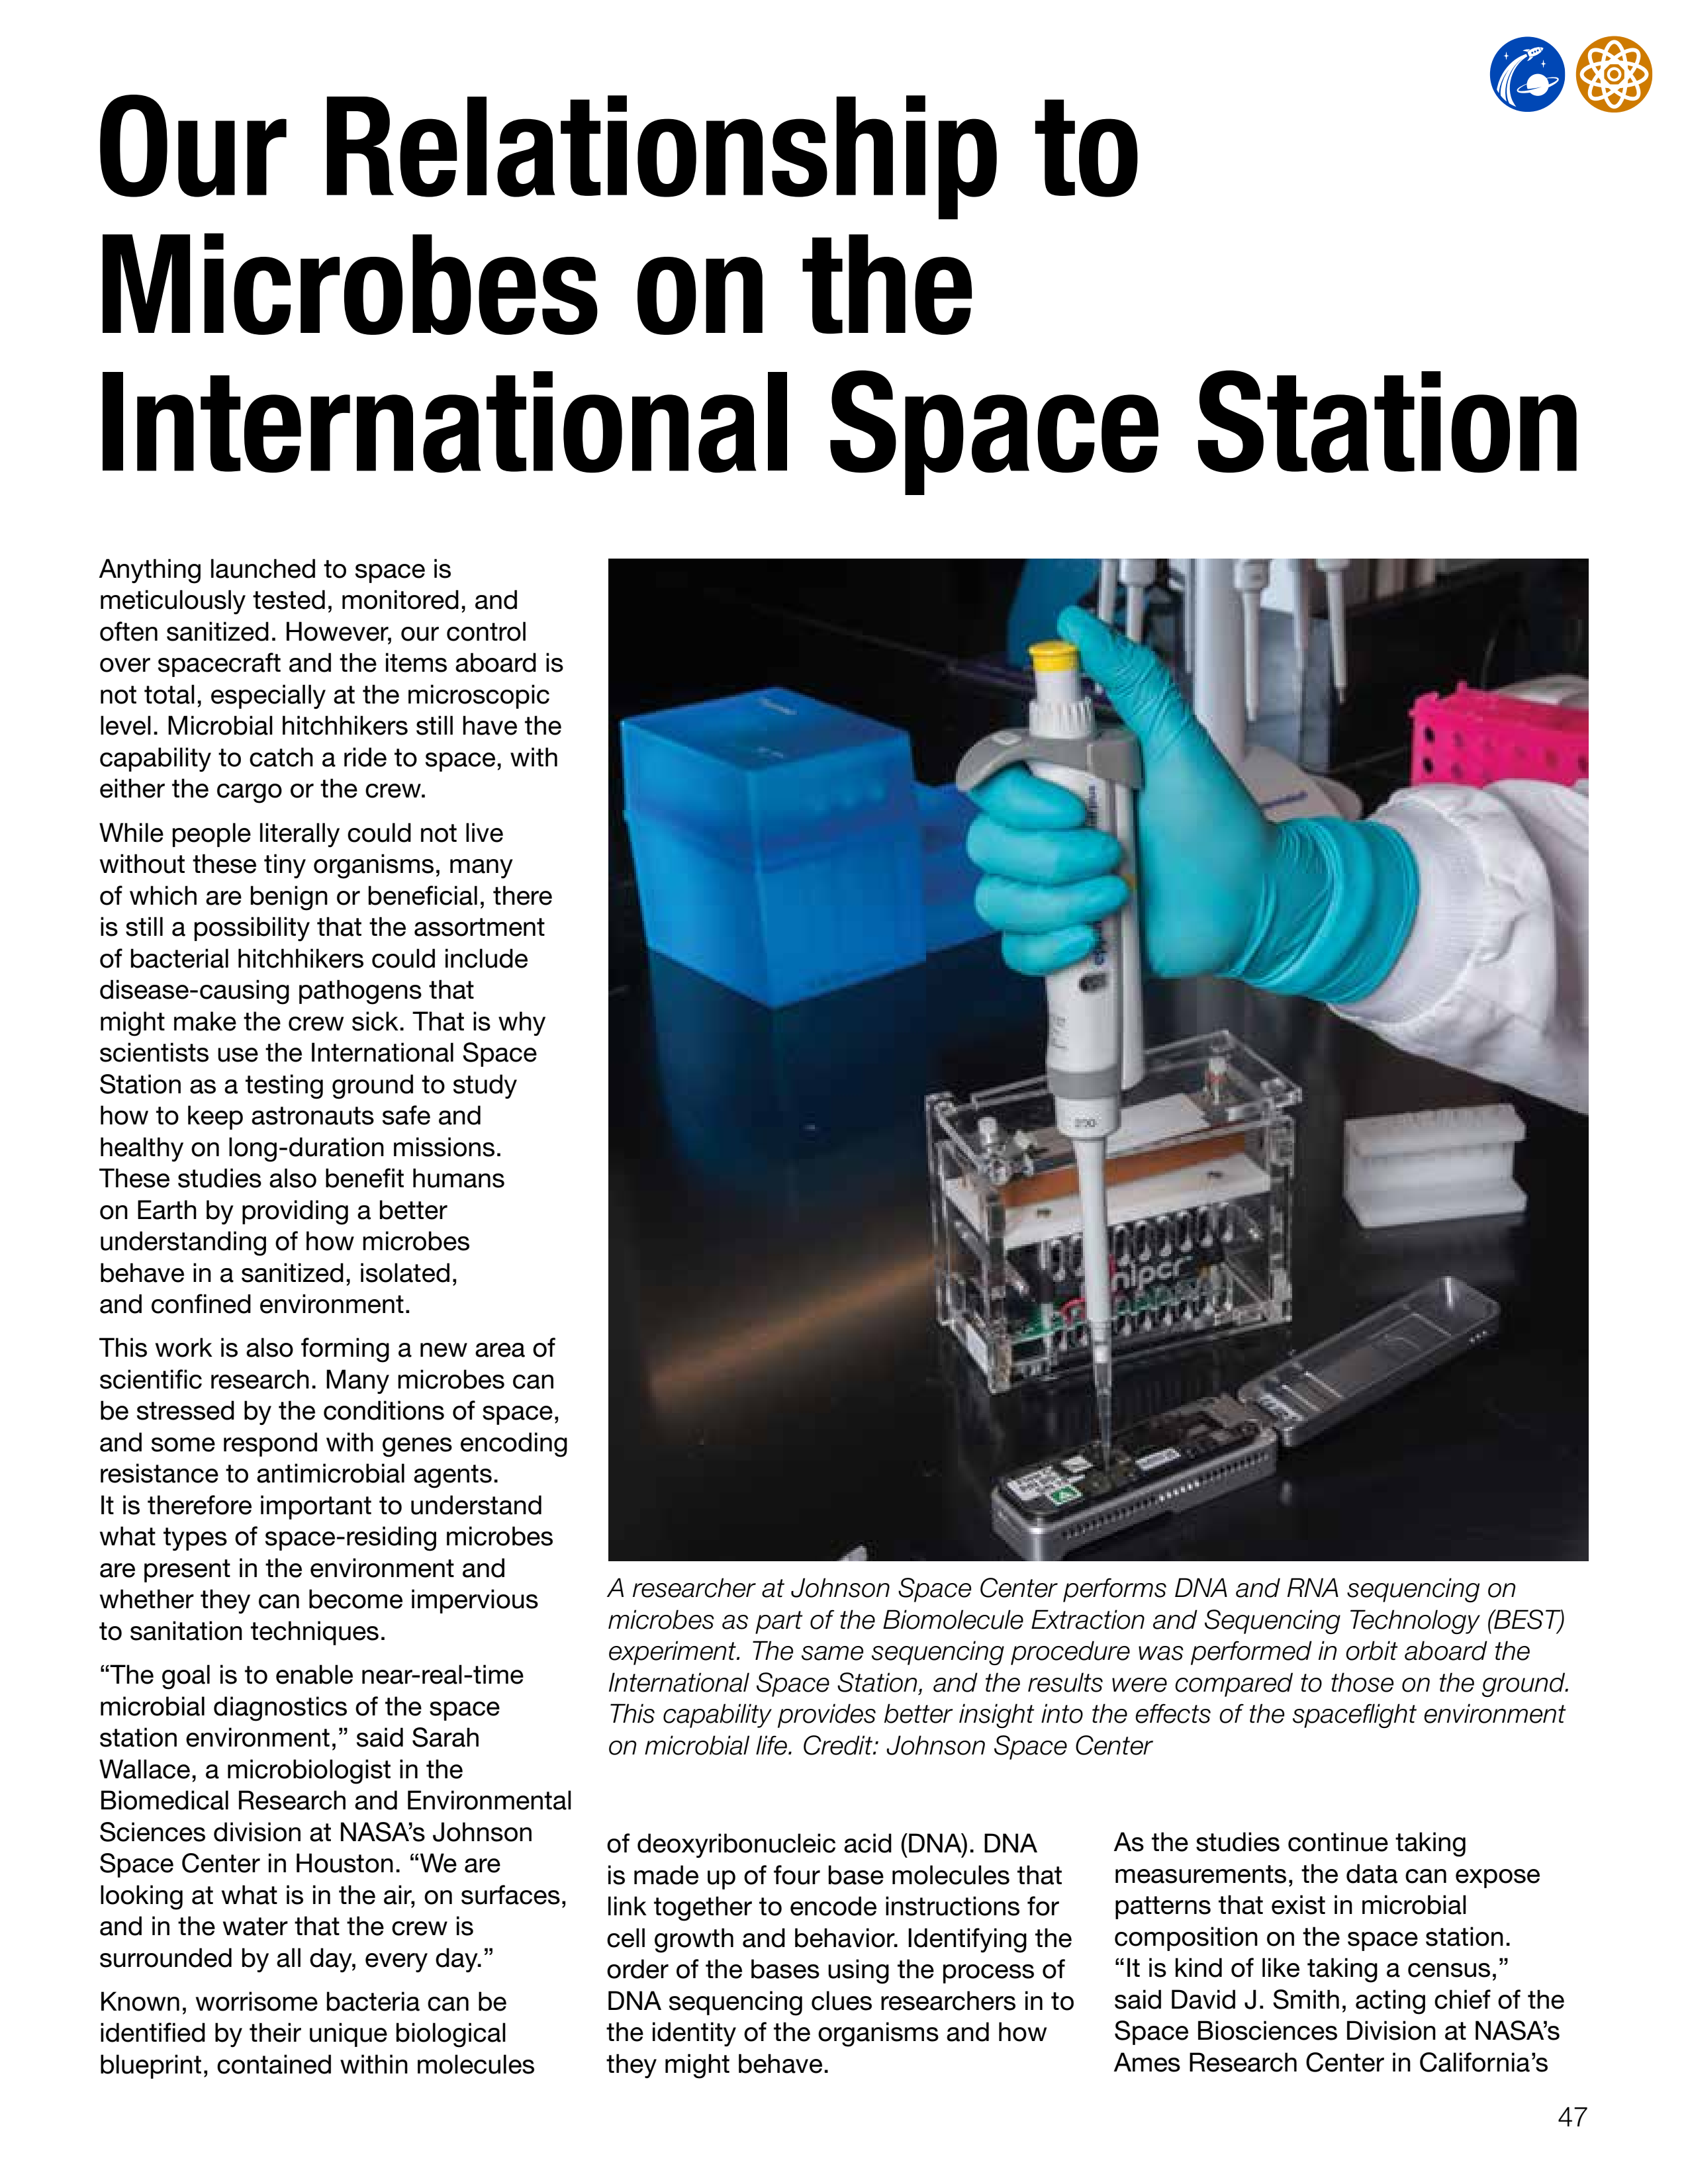 Our Relationship to
Microbes on the
International Space Station
Anything launched to space is
meticulously tested, monitored, and
often sanitized. However, our control
over spacecraft and the items aboard is
not total, especially at the microscopic
level. Microbial hitchhikers still have the
capability to catch a ride to space, with
either the cargo or the crew.
While people literally could not live
without these tiny organisms, many
of which are benign or beneficial, there
is still a possibility that the assortment
of bacterial hitchhikers could include
disease-causing pathogens that
might make the crew sick. That is why
scientists use the International Space
Station as a testing ground to study
how to keep astronauts safe and
healthy on long-duration missions.
These studies also benefit humans
on Earth by providing a better
understanding of how microbes
behave in a sanitized, isolated,
and confined environment.
This work is also forming a new area of
scientific research. Many microbes can
be stressed by the conditions of space,
and some respond with genes encoding
resistance to antimicrobial agents.
It is therefore important to understand
what types of space-residing microbes
are present in the environment and
whether they can become impervious
to sanitation techniques.
“The goal is to enable near-real-time
microbial diagnostics of the space
station environment,” said Sarah
Wallace, a microbiologist in the
Biomedical Research and Environmental
Sciences division at NASA’s Johnson
Space Center in Houston. “We are
looking at what is in the air, on surfaces,
and in the water that the crew is
surrounded by all day, every day.”
Known, worrisome bacteria can be
identified by their unique biological
blueprint, contained within molecules
200
A researcher at Johnson Space Center performs DNA and RNA sequencing on
microbes as part of the Biomolecule Extraction and Sequencing Technology (BEST)
experiment. The same sequencing procedure was performed in orbit aboard the
International Space Station, and the results were compared to those on the ground.
This capability provides better insight into the effects of the spaceflight environment
on microbial life. Credit: Johnson Space Center
of deoxyribonucleic acid (DNA). DNA
is made up of four base molecules that
link together to encode instructions for
cell growth and behavior. Identifying the
order of the bases using the process of
DNA sequencing clues researchers in to
the identity of the organisms and how
they might behave.
As the studies continue taking
measurements, the data can expose
patterns that exist in microbial
composition on the space station.
“It is kind of like taking a census,”
said David J. Smith, acting chief of the
Space Biosciences Division at NASA’s
Ames Research Center in California’s
47